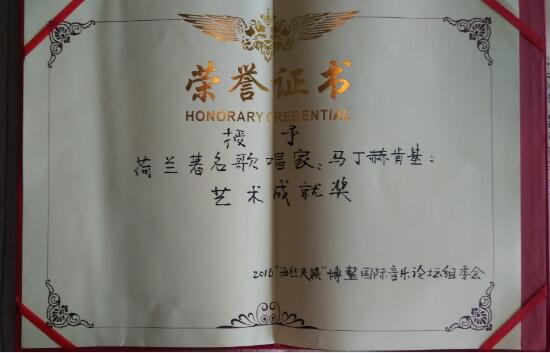 荣誉证书
HONORARY CREDENTIAL
授 予
荷兰著名歌唱家：马丁赫肯基：
艺术成就奖
2016"海丝天籁"博鳌国际音乐论坛组委会